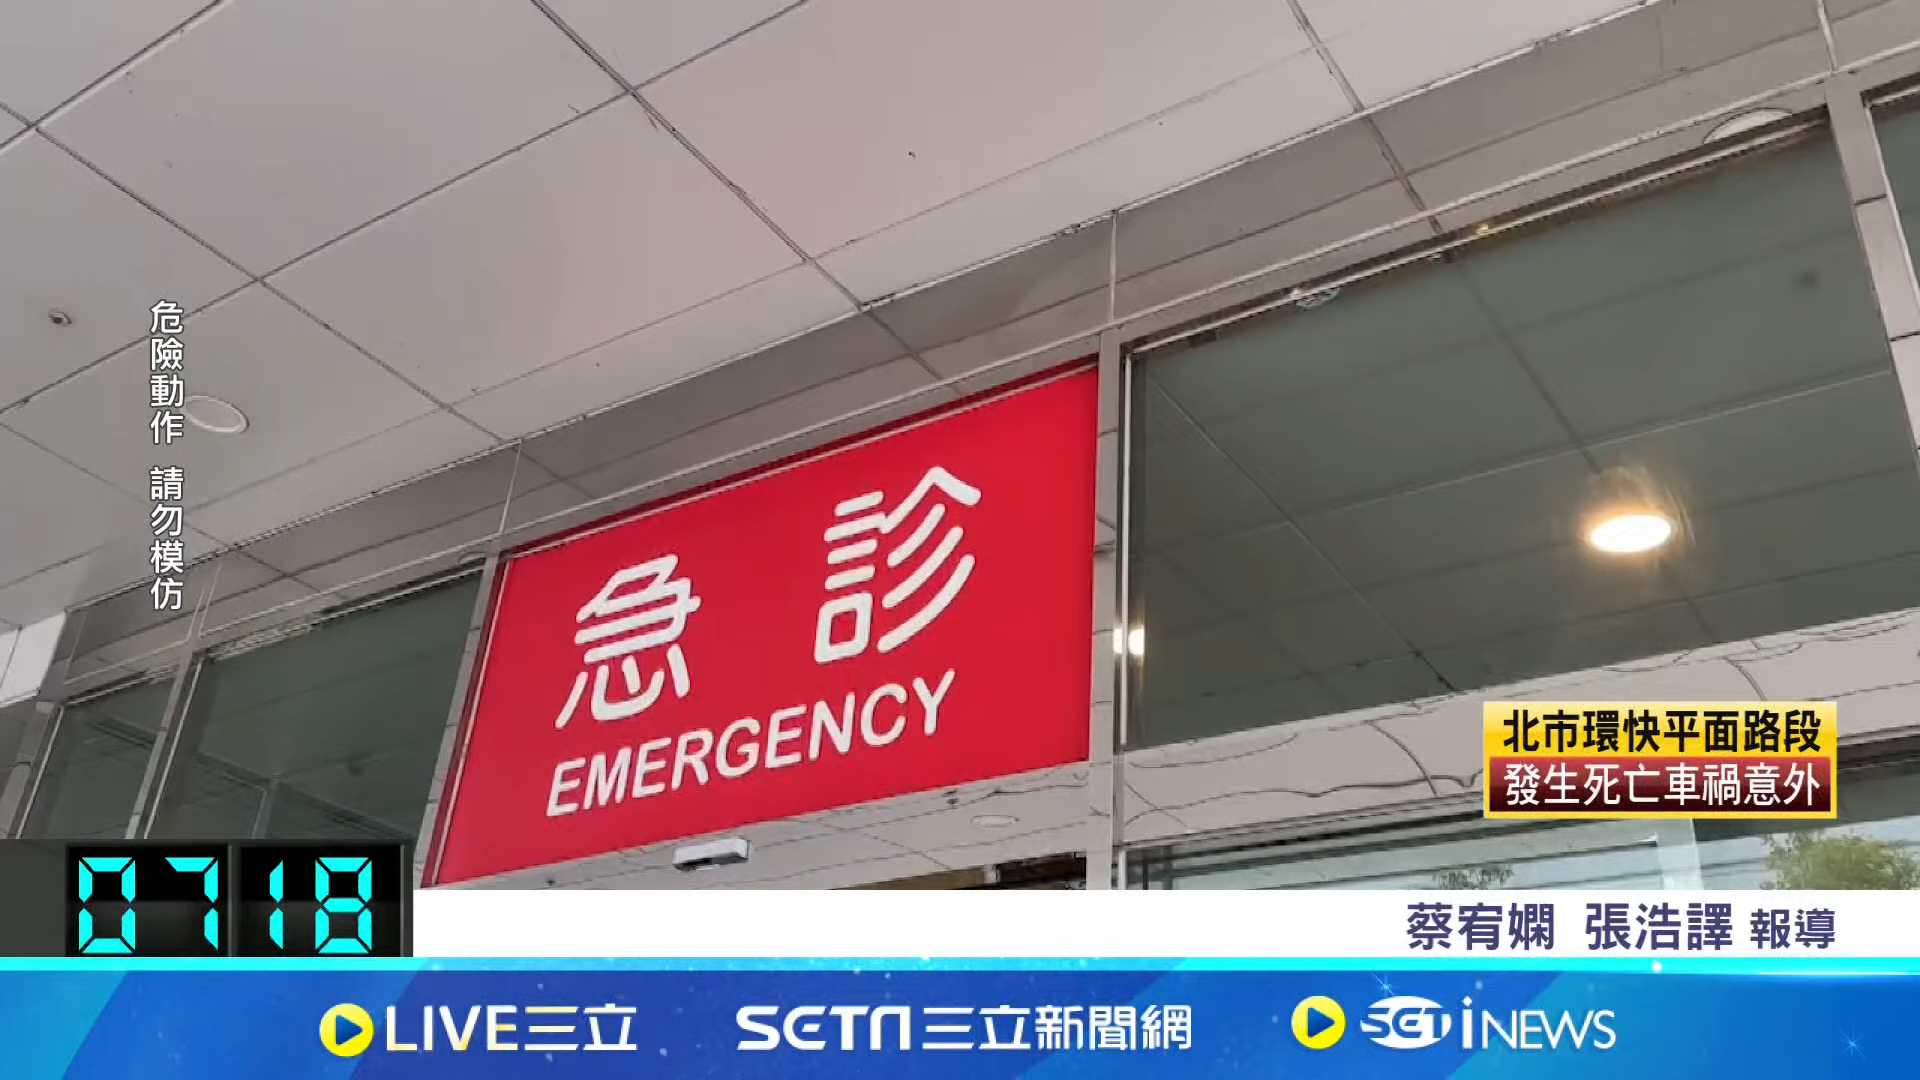 危險動作 請勿模仿
急診
EMERGENCY
北市環快平面路段
發生死亡車禍意外
0718
蔡宥嫻 張浩譯 報導
LIVE三立
SETN三立新聞網
SET iNEWS